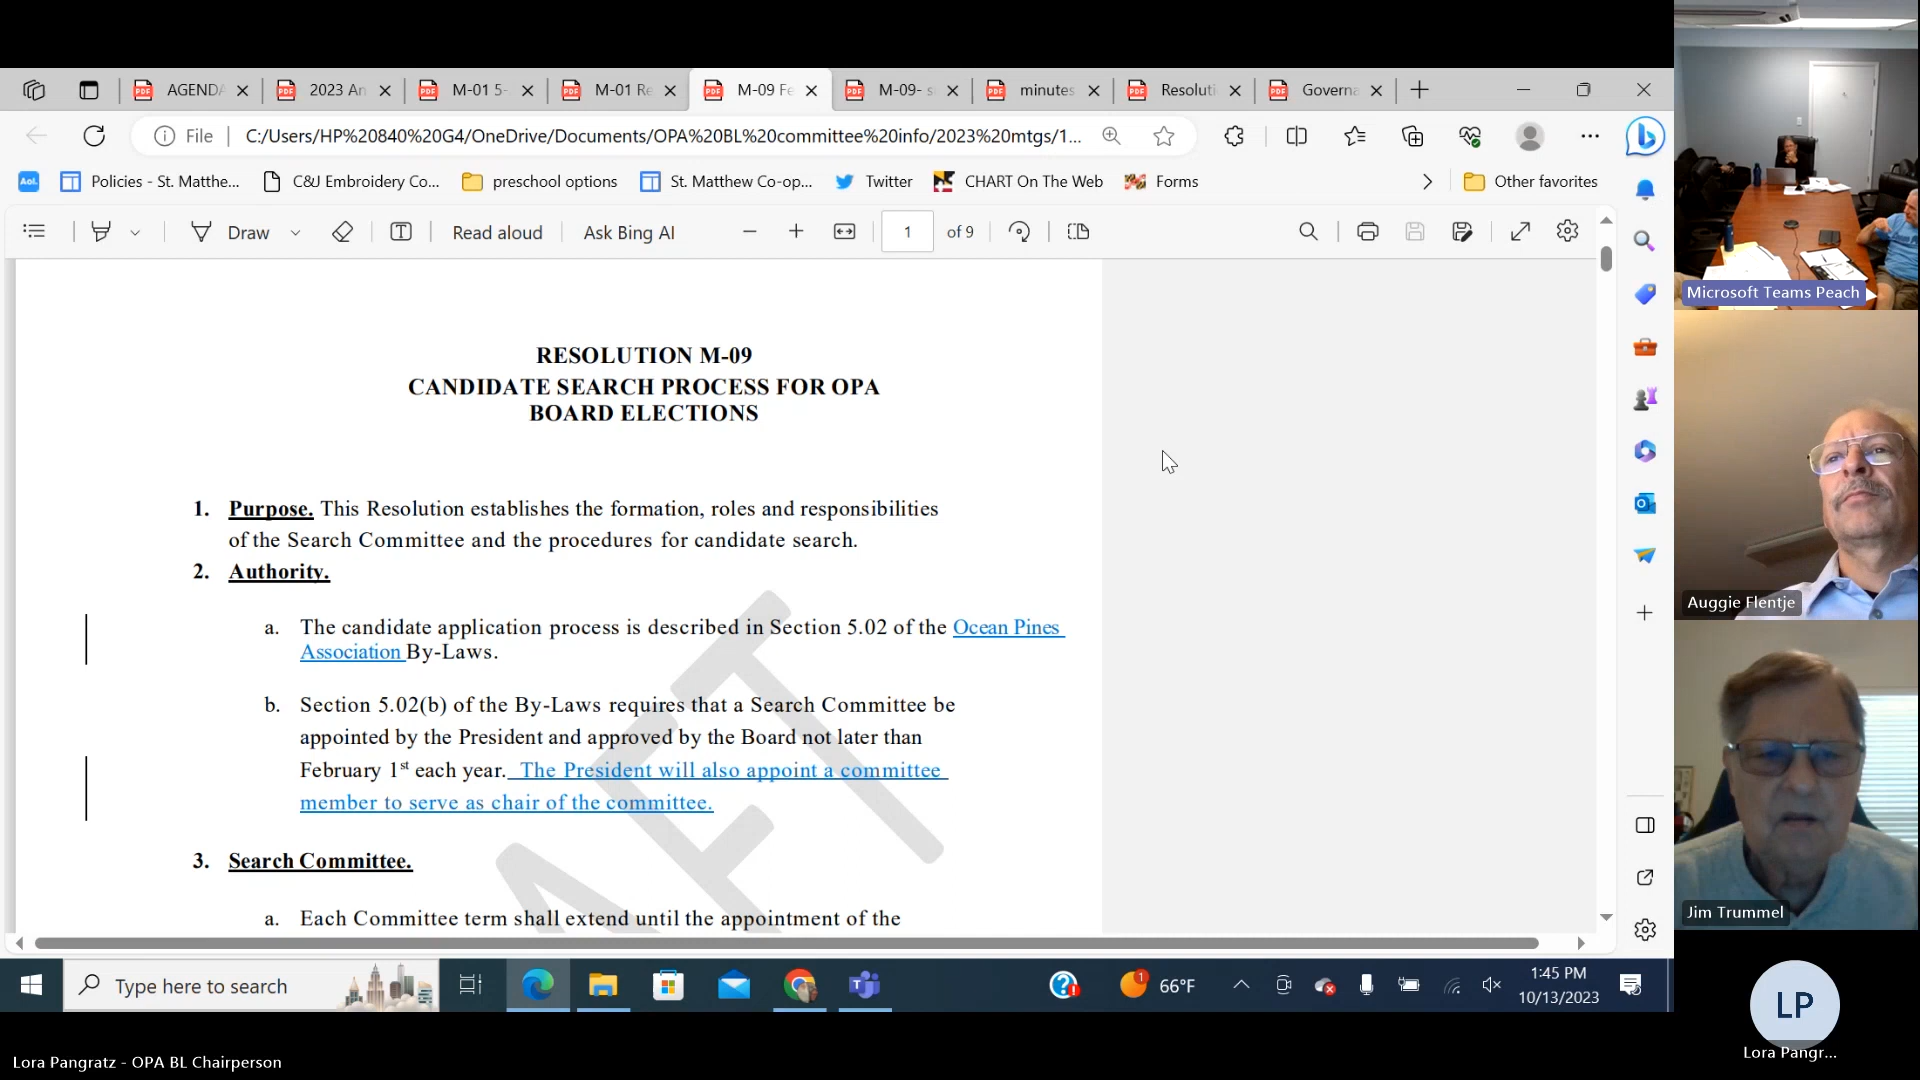 AGENDA
2023 An
M-01 5-
M-01 Re
M-09 Fe
M-09- s
minutes
Resoluti
Governa
File
C:/Users/HP%20840%20G4/OneDrive/Documents/OPA%20BL%20committee%20info/2023%20mtgs/1...
Aol.
Policies - St. Matthe...
C&J Embroidery Co...
preschool options
St. Matthew Co-op...
Twitter
CHART On The Web
Forms
Other favorites
Draw
Read aloud
Ask Bing AI
1
of 9
RESOLUTION M-09
CANDIDATE SEARCH PROCESS FOR OPA
BOARD ELECTIONS
1. Purpose. This Resolution establishes the formation, roles and responsibilities
of the Search Committee and the procedures for candidate search.
2. Authority.
a. The candidate application process is described in Section 5.02 of the Ocean Pines
Association By-Laws.
b. Section 5.02(b) of the By-Laws requires that a Search Committee be
appointed by the President and approved by the Board not later than
February 1st each year. The President will also appoint a committee
member to serve as chair of the committee.
3. Search Committee.
a. Each Committee term shall extend until the appointment of the
Type here to search
1
66°F
1:45 PM
10/13/2023
Microsoft Teams Peach
Auggie Flentje
Jim Trummel
LP
Lora Pangr...
Lora Pangratz - OPA BL Chairperson